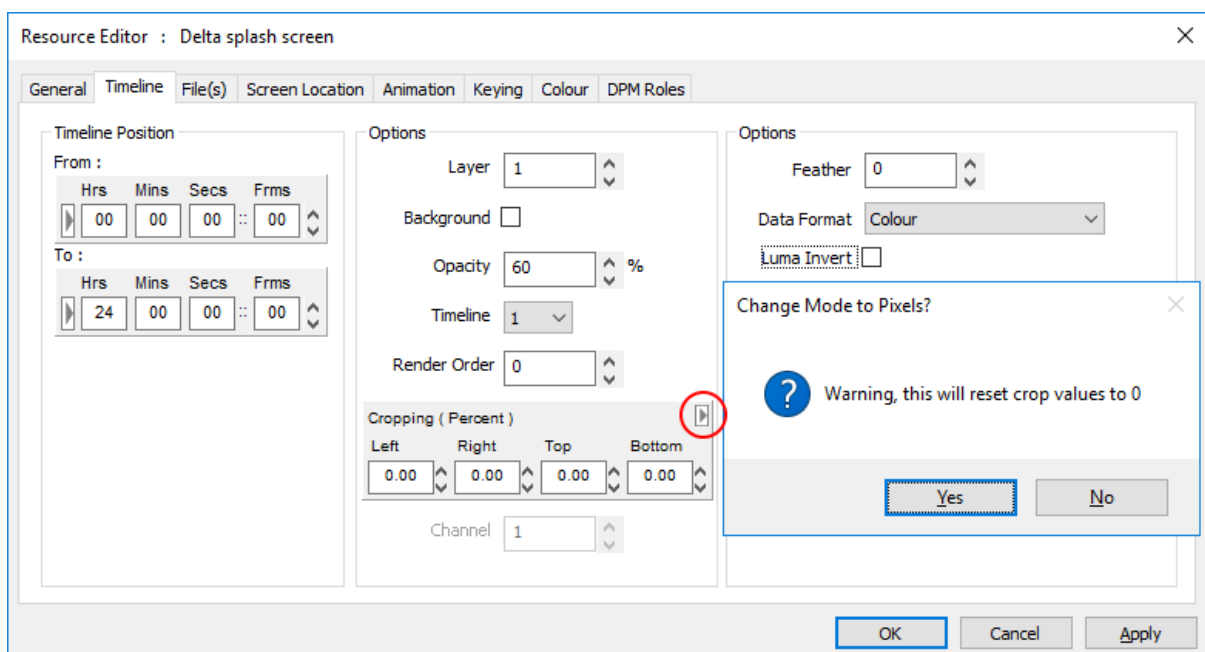 Resource Editor : Delta splash screen
General Timeline File(s) Screen Location Animation Keying Colour DPM Roles
Timeline Position
From :
Hrs Mins Secs Frms
00 00 00 :: 00
To :
Hrs Mins Secs Frms
24 00 00 :: 00
Options
Layer 1
Background
Opacity 60 %
Timeline 1
Render Order 0
Cropping ( Percent )
Left Right Top Bottom
0.00 0.00 0.00 0.00
Channel 1
Options
Feather 0
Data Format Colour
Luma Invert
Change Mode to Pixels?
? Warning, this will reset crop values to 0
Yes No
OK Cancel Apply